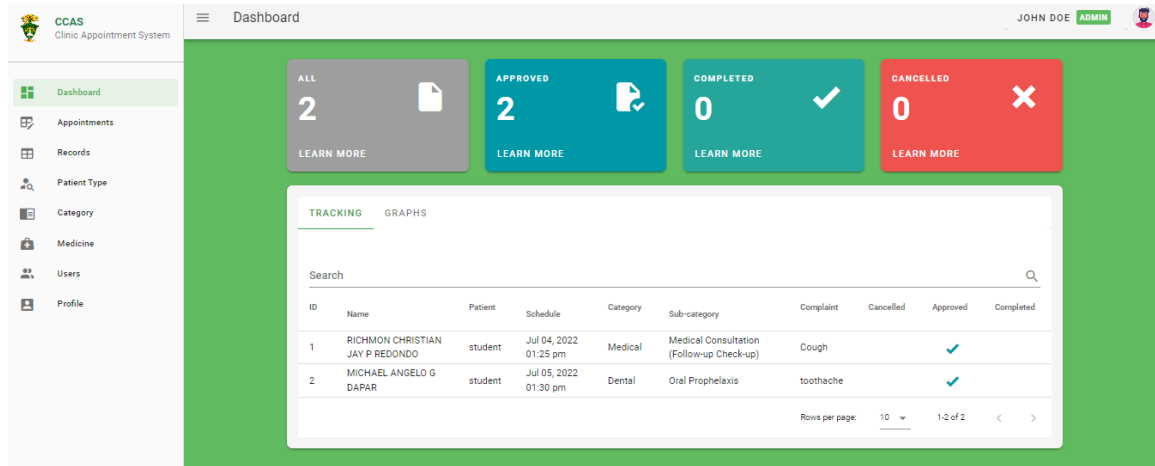 CCAS
Clinic Appointment System
Dashboard
JOHN DOE ADMIN
Dashboard
Appointments
Records
Patient Type
Category
Medicine
Users
Profile
ALL
2
LEARN MORE
APPROVED
2
LEARN MORE
COMPLETED
0
LEARN MORE
CANCELLED
0
LEARN MORE
TRACKING GRAPHS
Search
ID Name Patient Schedule Category Sub-category Complaint Cancelled Approved Completed
1 RICHMON CHRISTIAN JAY P REDONDO student Jul 04, 2022 01:25 pm Medical Medical Consultation (Follow-up Check-up) Cough
2 MICHAEL ANGELO G DAPAR student Jul 05, 2022 01:30 pm Dental Oral Prophelaxis toothache
Rows per page: 10 1-2 of 2